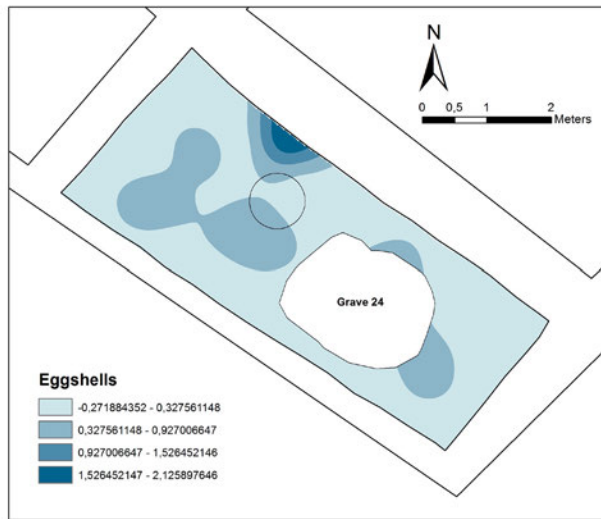 N
0 0,5 1 2
Meters
Grave 24
Eggshells
-0,271884352 - 0,327561148
0,327561148 - 0,927006647
0,927006647 - 1,526452146
1,526452147 - 2,125897646